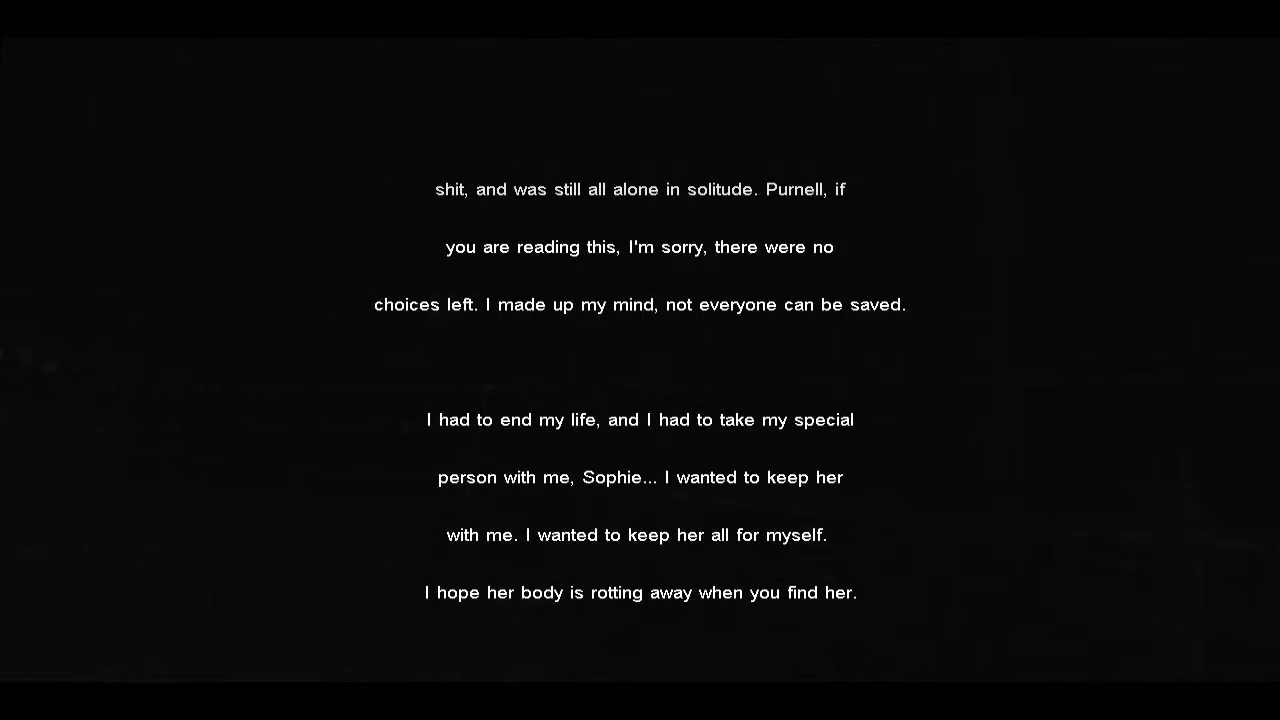 shit, and was still all alone in solitude. Purnell, if
you are reading this, I'm sorry, there were no
choices left. I made up my mind, not everyone can be saved.
I had to end my life, and I had to take my special
person with me, Sophie... I wanted to keep her
with me. I wanted to keep her all for myself.
I hope her body is rotting away when you find her.